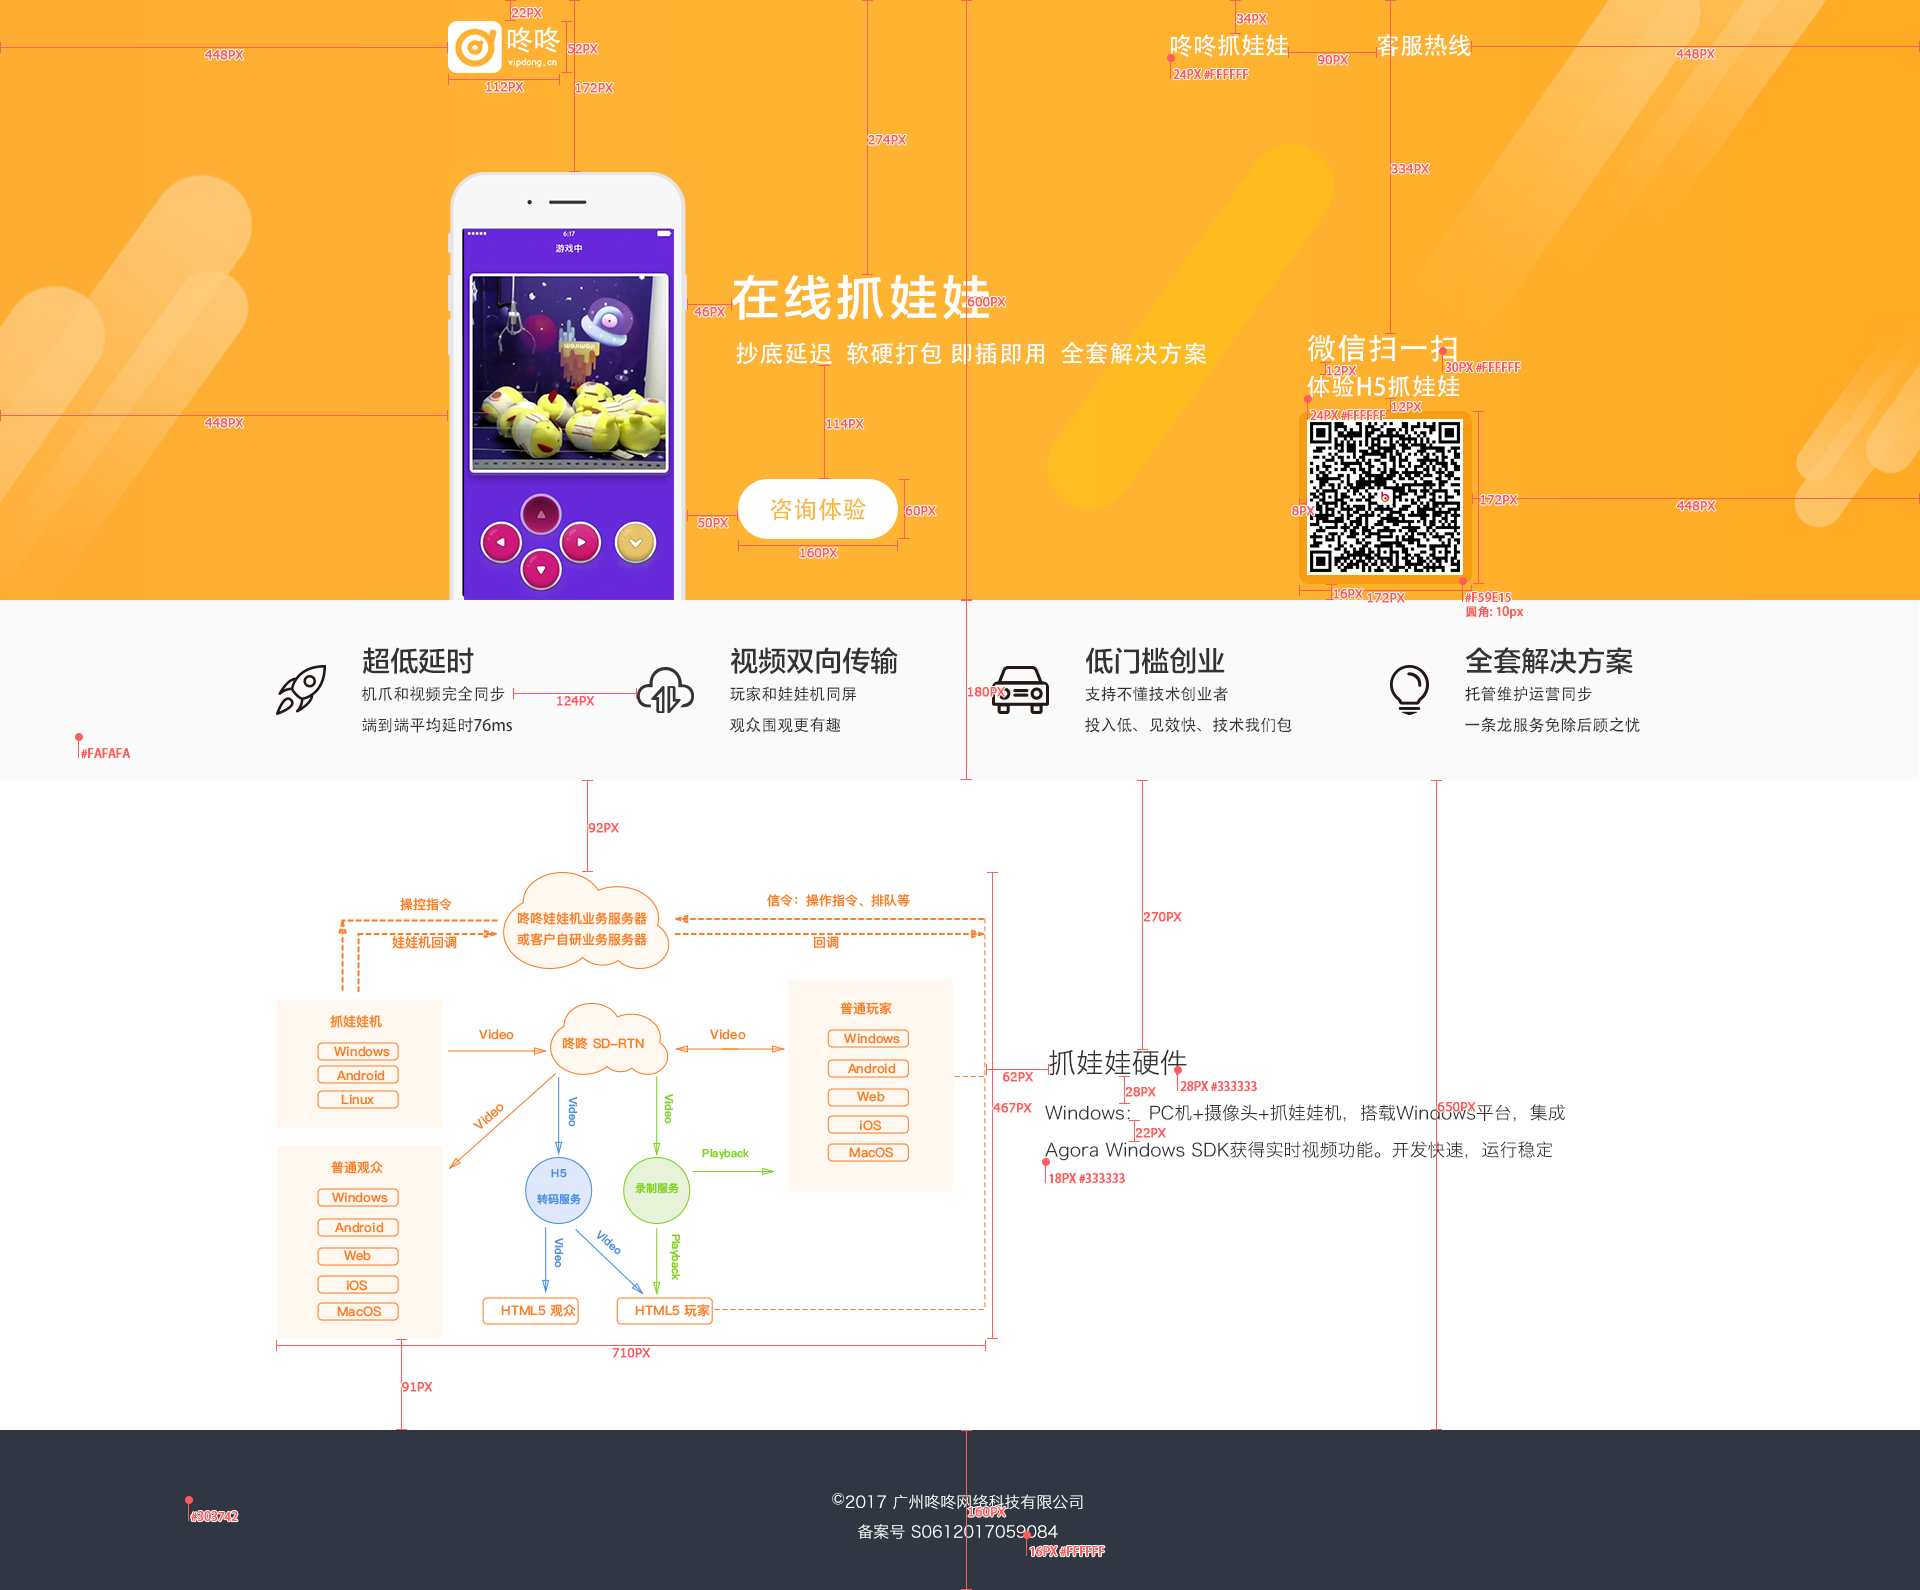 22PX
34PX
448PX
咚咚
vipdong.cn
52PX
咚咚抓娃娃
90PX
客服热线
448PX
24PX #FFFFFF
112PX
172PX
274PX
334PX
6:17
游戏中
在线抓娃娃
46PX
600PX
抄底延迟 软硬打包 即插即用 全套解决方案
微信扫一扫
12PX
30PX #FFFFFF
体验H5抓娃娃
24PX #FFFFFF
12PX
448PX
114PX
咨询体验
50PX
60PX
160PX
8PX
172PX
448PX
16PX
172PX
#F59E15
圆角: 10px
超低延时
机爪和视频完全同步
端到端平均延时76ms
124PX
视频双向传输
玩家和娃娃机同屏
观众围观更有趣
180PX
低门槛创业
支持不懂技术创业者
投入低、见效快、技术我们包
全套解决方案
托管维护运营同步
一条龙服务免除后顾之忧
#FAFAFA
92PX
操控指令
娃娃机回调
咚咚娃娃机业务服务器
或客户自研业务服务器
信令：操作指令、排队等
回调
270PX
抓娃娃机
Windows
Android
Linux
Video
咚咚 SD-RTN
Video
普通玩家
Windows
Android
Web
iOS
MacOS
Video
Video
Video
Playback
普通观众
Windows
Android
Web
iOS
MacOS
H5
转码服务
录制服务
Video
Video
Playback
HTML5 观众
HTML5 玩家
62PX
467PX
抓娃娃硬件
28PX #333333
28PX
Windows： PC机+摄像头+抓娃娃机，搭载Windows平台，集成
650PX
22PX
Agora Windows SDK获得实时视频功能。开发快速，运行稳定
18PX #333333
710PX
91PX
©2017 广州咚咚网络科技有限公司
160PX
备案号 S0612017059084
16PX #FFFFFF
#303742